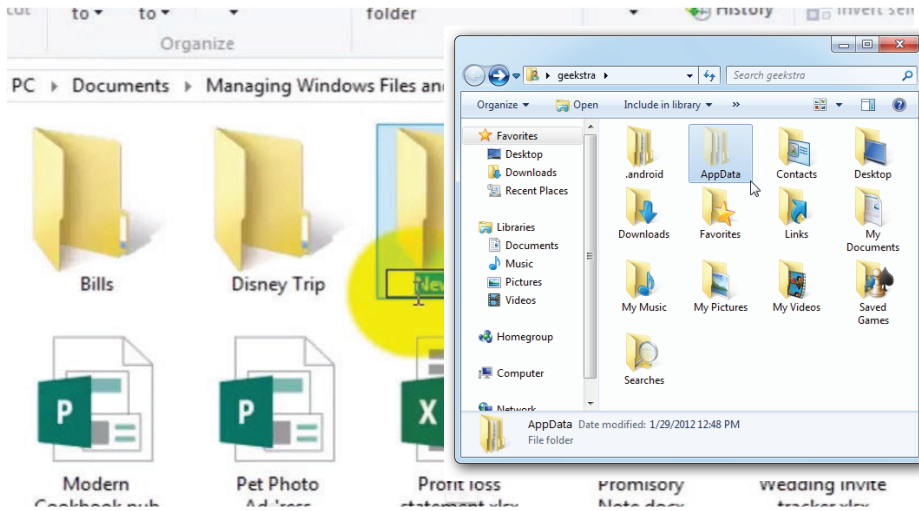 to to
folder
History
Organize
PC Documents Managing Windows Files an
Bills
Disney Trip
New
Modern
Pet Photo
Profit loss
Promisory
Wedding Invite
geekstra
Search geekstra
Organize Open Include in library »
Favorites
Desktop
Downloads
Recent Places
Libraries
Documents
Music
Pictures
Videos
Homegroup
Computer
Network
.android AppData Contacts Desktop
Downloads Favorites Links My
Documents
My Music My Pictures My Videos Saved
Games
Searches
AppData Date modified: 1/29/2012 12:48 PM
File folder